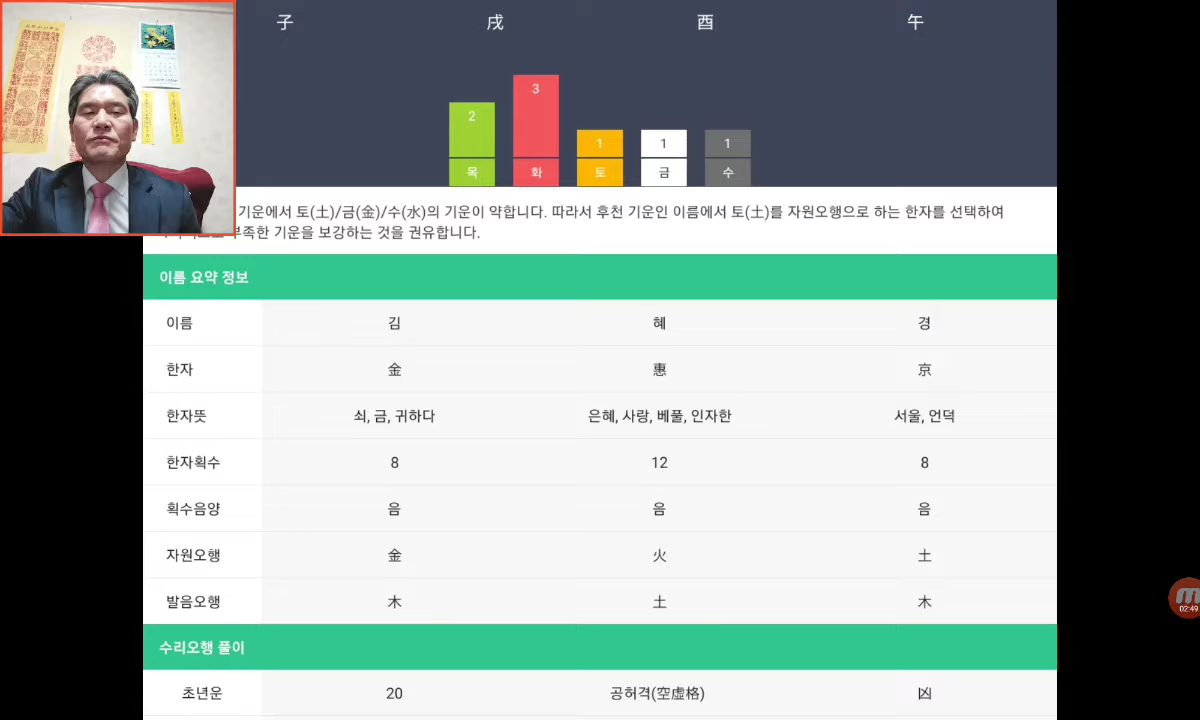 子 戌 酉 午
2 3 1 1 1
목 화 토 금 수
기운에서 토(土)/금(金)/수(水)의 기운이 약합니다. 따라서 후천 기운인 이름에서 토(土)를 자원오행으로 하는 한자를 선택하여
부족한 기운을 보강하는 것을 권유합니다.
이름 요약 정보
이름 김 혜 경
한자 金 惠 京
한자뜻 쇠, 금, 귀하다 은혜, 사랑, 베풀, 인자한 서울, 언덕
한자획수 8 12 8
획수음양 음 음 음
자원오행 金 火 土
발음오행 木 土 木
수리오행 풀이
초년운 20 공허격(空虛格) 凶
02:49